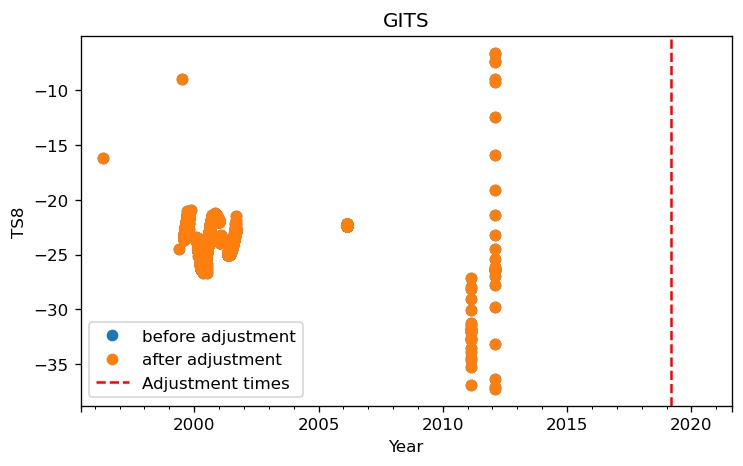 GITS
TS8
−10
−15
−20
−25
−30
−35
before adjustment
after adjustment
Adjustment times
2000
2005
2010
2015
2020
Year